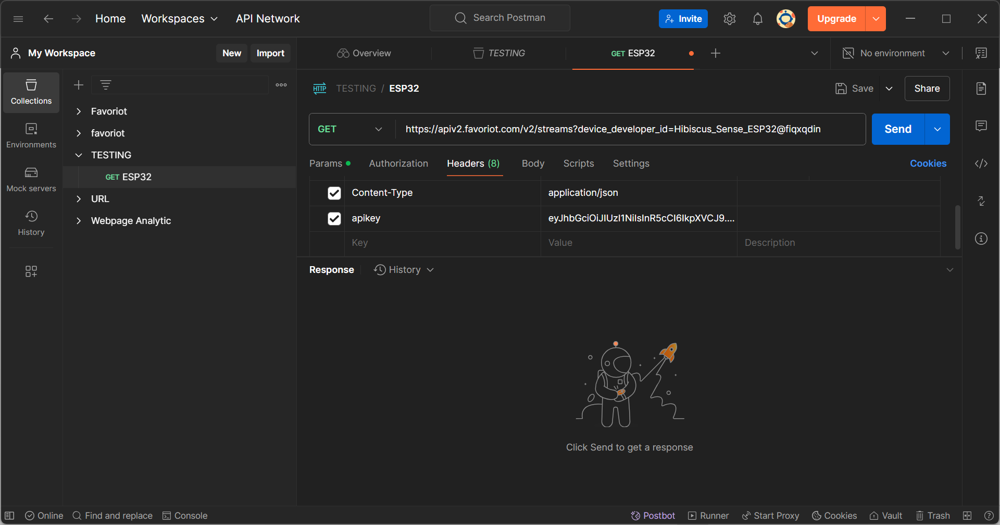 Home Workspaces API Network Search Postman Invite Upgrade
My Workspace New Import Overview TESTING GET ESP32 No environment
Collections
Environments
Mock servers
History
Favoriot
favoriot
TESTING
GET ESP32
URL
Webpage Analytic
HTTP TESTING / ESP32 Save Share
GET https://apiv2.favoriot.com/v2/streams?device_developer_id=Hibiscus_Sense_ESP32@fiqxqdin Send
Params Authorization Headers (8) Body Scripts Settings Cookies
Content-Type application/json
apikey eyJhbGciOiJIUzI1NiIsInR5cCI6IkpXVCJ9....
Key Value Description
Response History
Click Send to get a response
Online Find and replace Console Postbot Runner Start Proxy Cookies Vault Trash